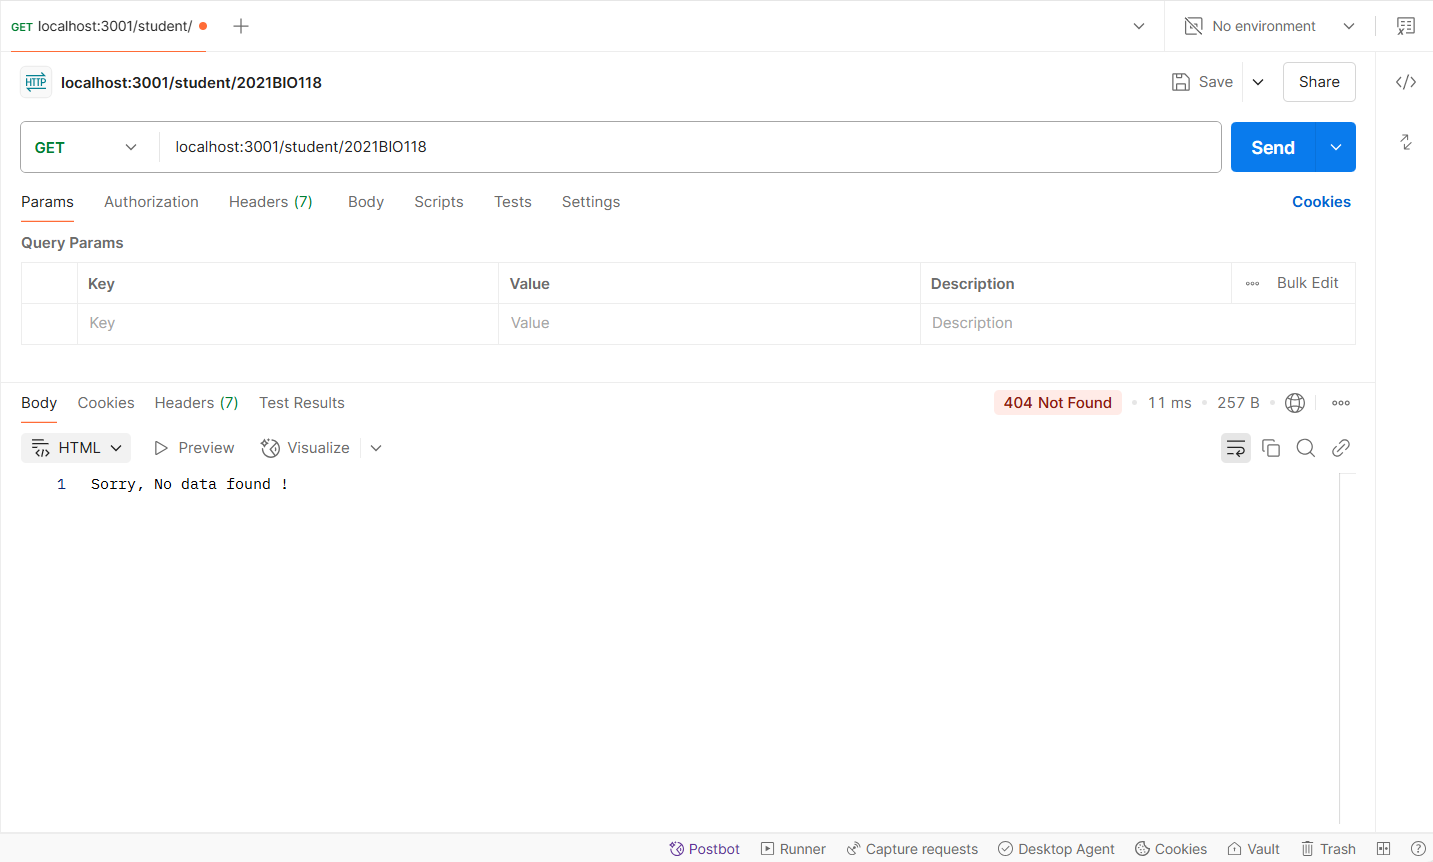 GET localhost:3001/student/
No environment
HTTP localhost:3001/student/2021BIO118
Save
Share
GET localhost:3001/student/2021BIO118
Send
Params Authorization Headers (7) Body Scripts Tests Settings Cookies
Query Params
Key Value Description Bulk Edit
Key Value Description
Body Cookies Headers (7) Test Results 404 Not Found 11 ms 257 B
HTML Preview Visualize
1 Sorry, No data found !
Postbot Runner Capture requests Desktop Agent Cookies Vault Trash